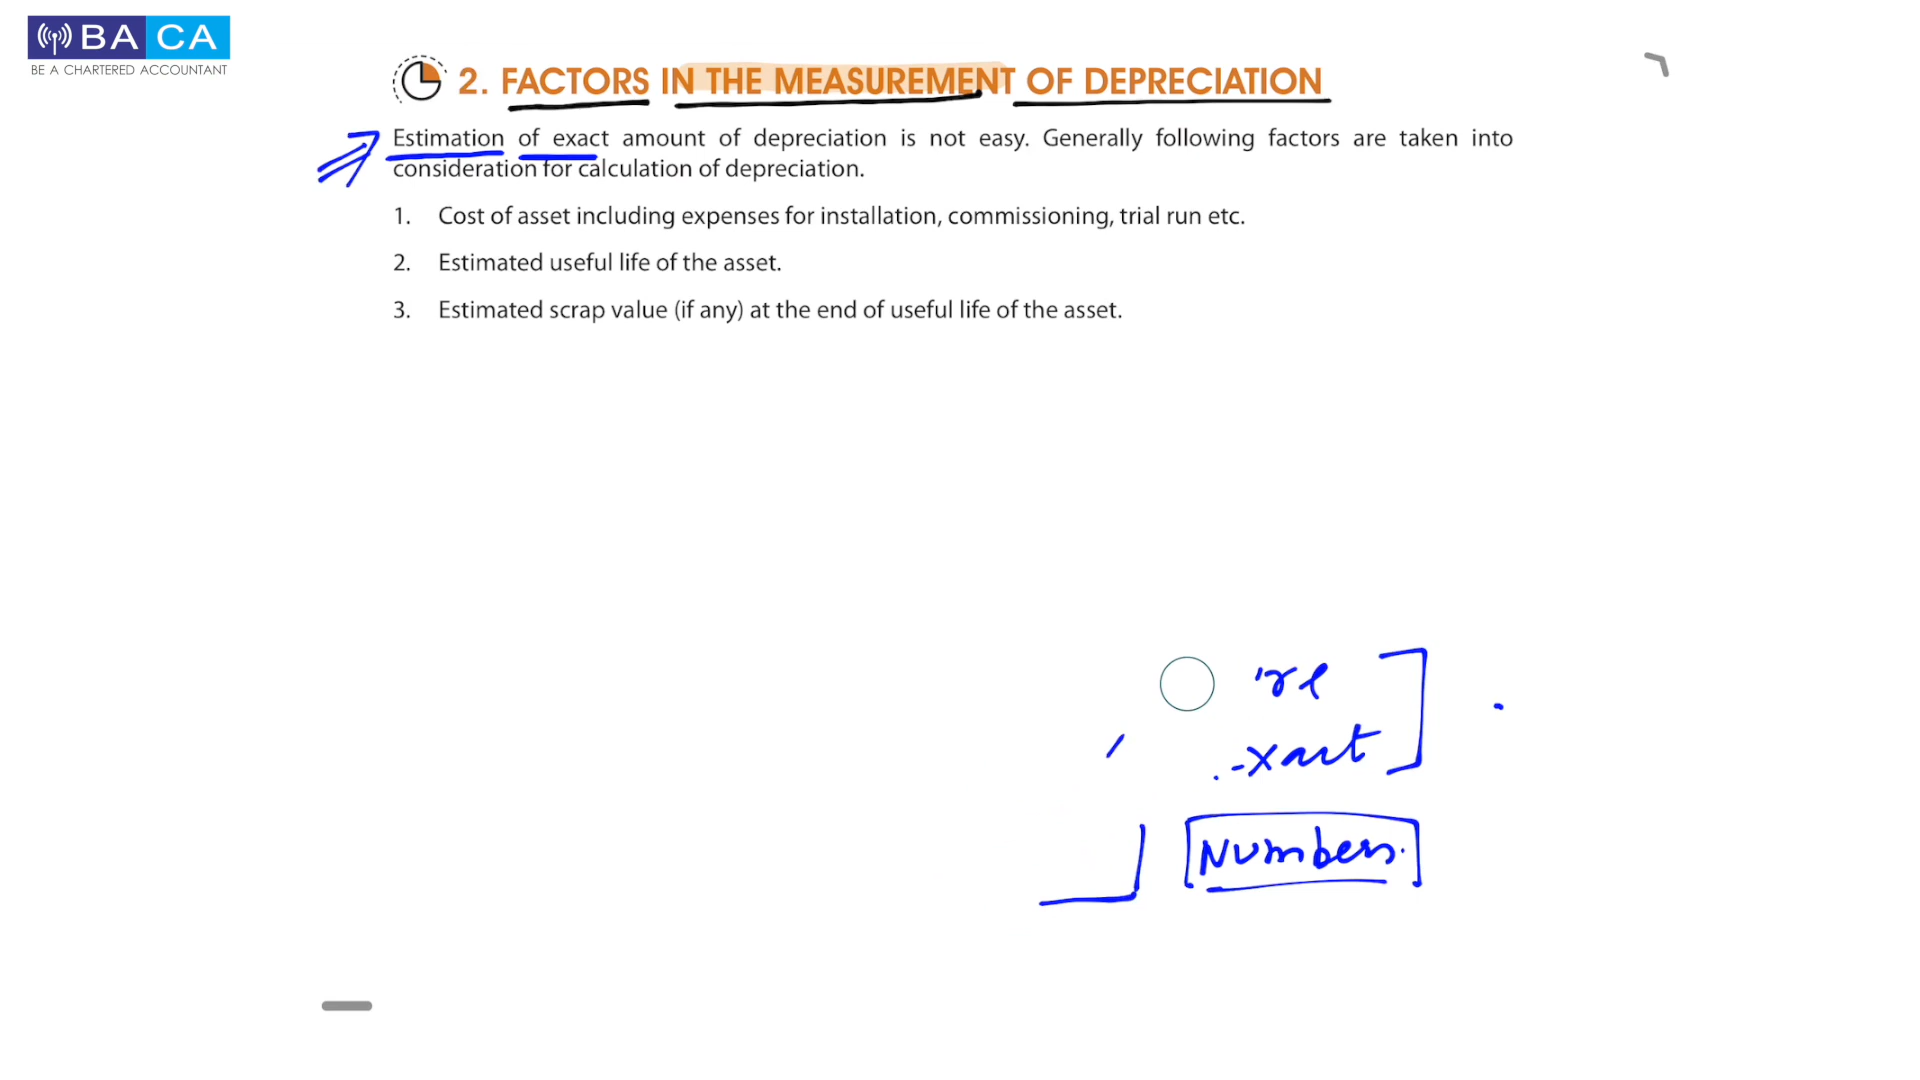 BA CA
BE A CHARTERED ACCOUNTANT
2. FACTORS IN THE MEASUREMENT OF DEPRECIATION
Estimation of exact amount of depreciation is not easy. Generally following factors are taken into
consideration for calculation of depreciation.
1. Cost of asset including expenses for installation, commissioning, trial run etc.
2. Estimated useful life of the asset.
3. Estimated scrap value (if any) at the end of useful life of the asset.
Numbers.